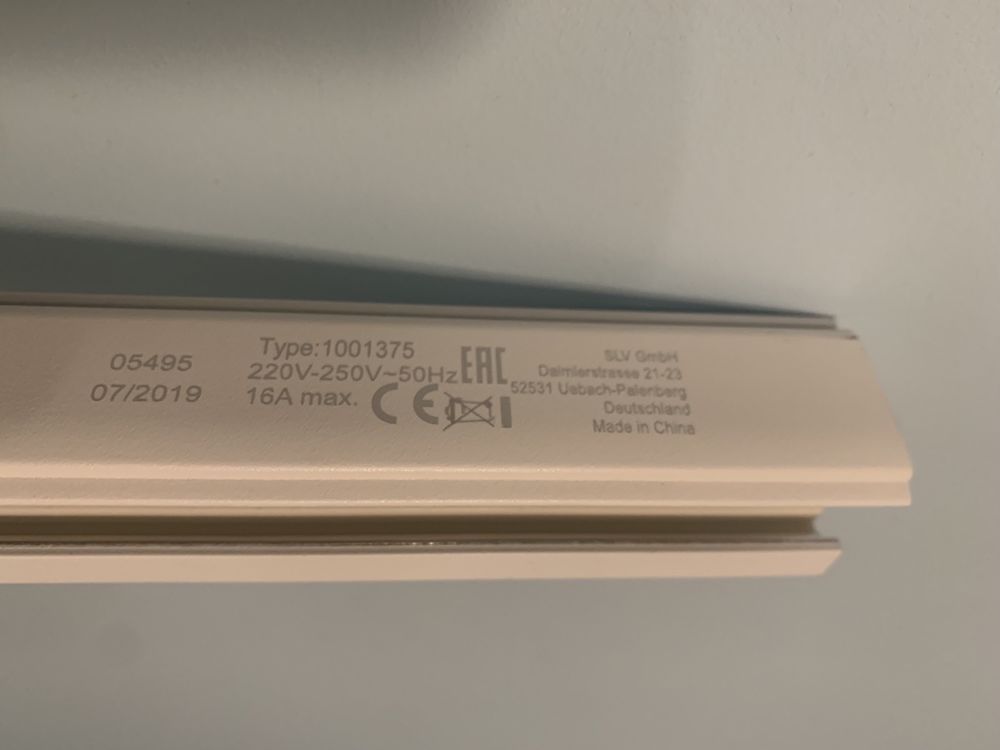 05495
07/2019
Type:1001375
220V-250V~50Hz
16A max.
EAC
CE
SLV GmbH
Daimlerstrasse 21-23
52531 Uebach-Palenberg
Deutschland
Made in China